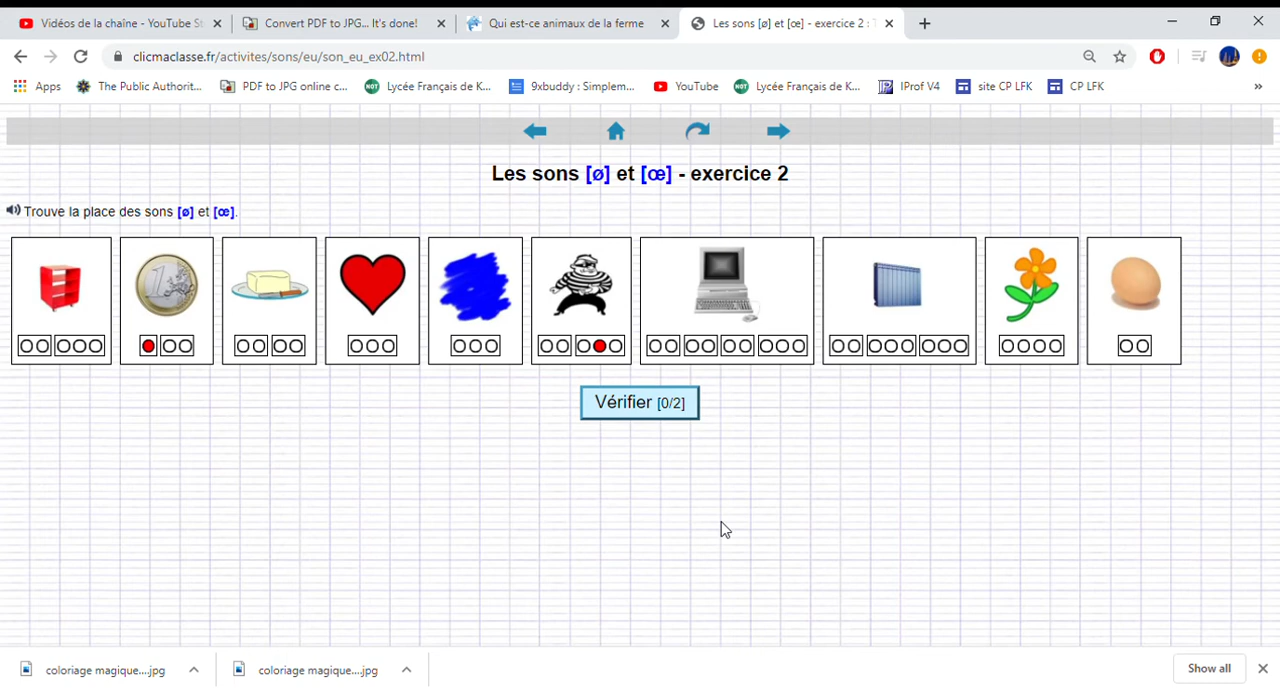 Vidéos de la chaîne - YouTube St
Convert PDF to JPG... It's done!
Qui est-ce animaux de la ferme
Les sons [ø] et [œ] - exercice 2 : T
clicmaclasse.fr/activites/sons/eu/son_eu_ex02.html
Apps
The Public Authorit...
PDF to JPG online c...
NOT
Lycée Français de K...
9xbuddy : Simplem...
YouTube
NOT
Lycée Français de K...
IProf V4
site CP LFK
CP LFK
»
Les sons [ø] et [œ] - exercice 2
Trouve la place des sons [ø] et [œ].
1
Vérifier [0/2]
coloriage magique....jpg
coloriage magique....jpg
Show all